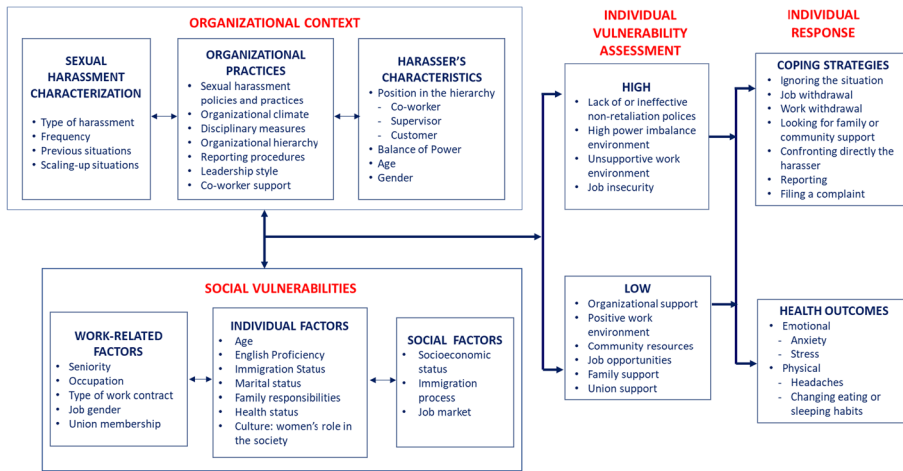 ORGANIZATIONAL CONTEXT
SEXUAL
HARASSMENT
CHARACTERIZATION
• Type of harassment
• Frequency
• Previous situations
• Scaling-up situations
ORGANIZATIONAL
PRACTICES
• Sexual harassment
policies and practices
• Organizational climate
• Disciplinary measures
• Organizational hierarchy
• Reporting procedures
• Leadership style
• Co-worker support
HARASSER'S
CHARACTERISTICS
• Position in the hierarchy
- Co-worker
- Supervisor
- Customer
• Balance of Power
• Age
• Gender
SOCIAL VULNERABILITIES
WORK-RELATED
FACTORS
• Seniority
• Occupation
• Type of work contract
• Job gender
• Union membership
INDIVIDUAL FACTORS
• Age
• English Proficiency
• Immigration Status
• Marital status
• Family responsibilities
• Health status
• Culture: women's role in
the society
SOCIAL FACTORS
• Socioeconomic
status
• Immigration
process
• Job market
INDIVIDUAL
VULNERABILITY
ASSESSMENT
HIGH
• Lack of or ineffective
non-retaliation polices
• High power imbalance
environment
• Unsupportive work
environment
• Job insecurity
LOW
• Organizational support
• Positive work
environment
• Community resources
• Job opportunities
• Family support
• Union support
INDIVIDUAL
RESPONSE
COPING STRATEGIES
• Ignoring the situation
• Job withdrawal
• Work withdrawal
• Looking for family or
community support
• Confronting directly the
harasser
• Reporting
• Filing a complaint
HEALTH OUTCOMES
• Emotional
- Anxiety
- Stress
• Physical
- Headaches
- Changing eating or
sleeping habits